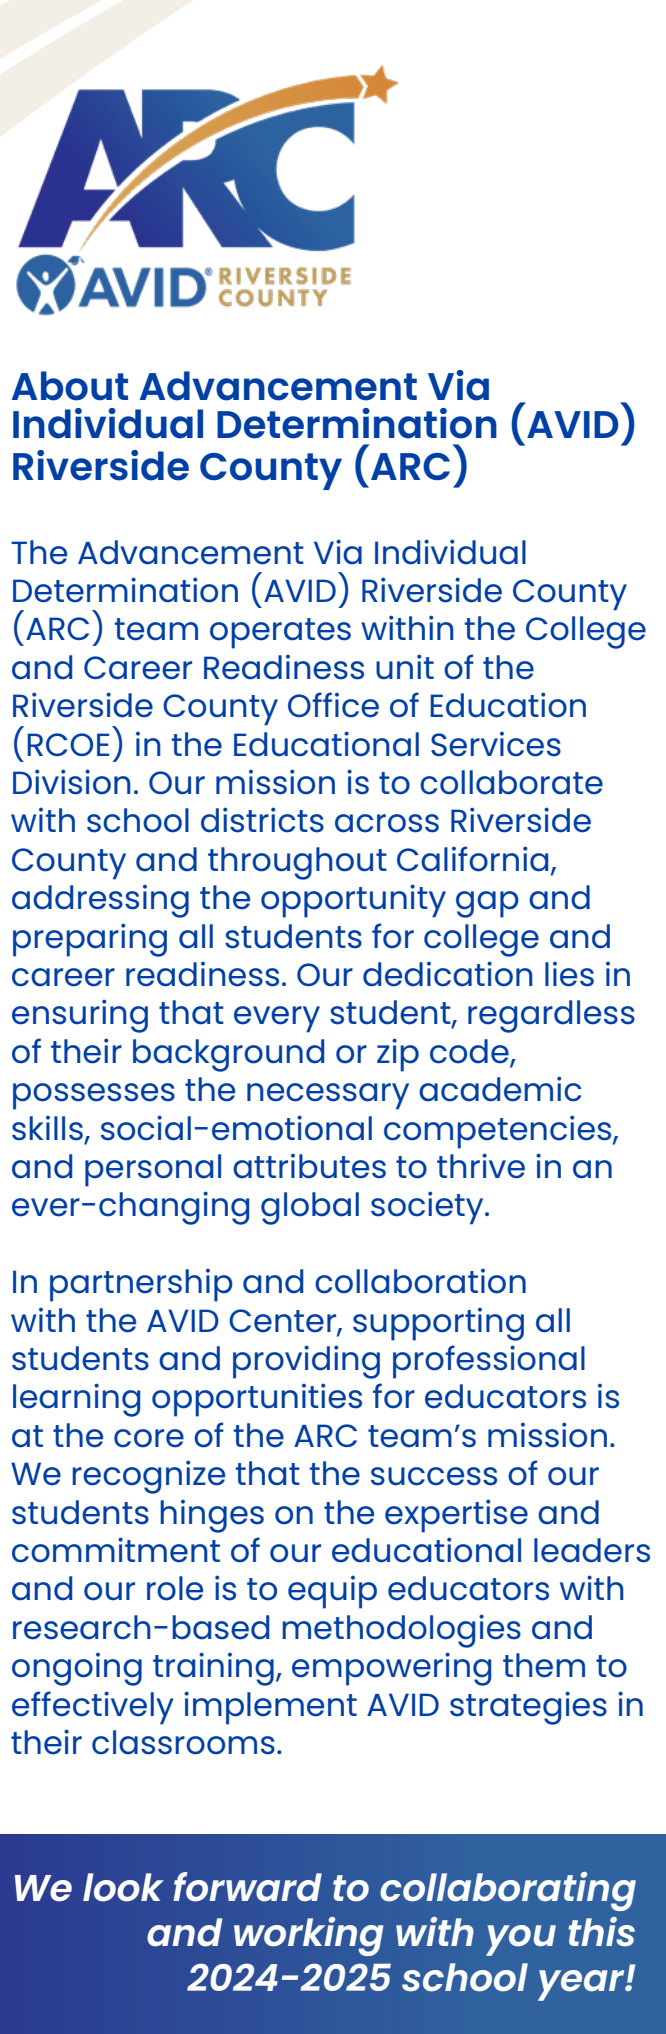 ARC
AVID® RIVERSIDE
COUNTY
About Advancement Via
Individual Determination (AVID)
Riverside County (ARC)
The Advancement Via Individual
Determination (AVID) Riverside County
(ARC) team operates within the College
and Career Readiness unit of the
Riverside County Office of Education
(RCOE) in the Educational Services
Division. Our mission is to collaborate
with school districts across Riverside
County and throughout California,
addressing the opportunity gap and
preparing all students for college and
career readiness. Our dedication lies in
ensuring that every student, regardless
of their background or zip code,
possesses the necessary academic
skills, social-emotional competencies,
and personal attributes to thrive in an
ever-changing global society.
In partnership and collaboration
with the AVID Center, supporting all
students and providing professional
learning opportunities for educators is
at the core of the ARC team’s mission.
We recognize that the success of our
students hinges on the expertise and
commitment of our educational leaders
and our role is to equip educators with
research-based methodologies and
ongoing training, empowering them to
effectively implement AVID strategies in
their classrooms.
We look forward to collaborating
and working with you this
2024-2025 school year!